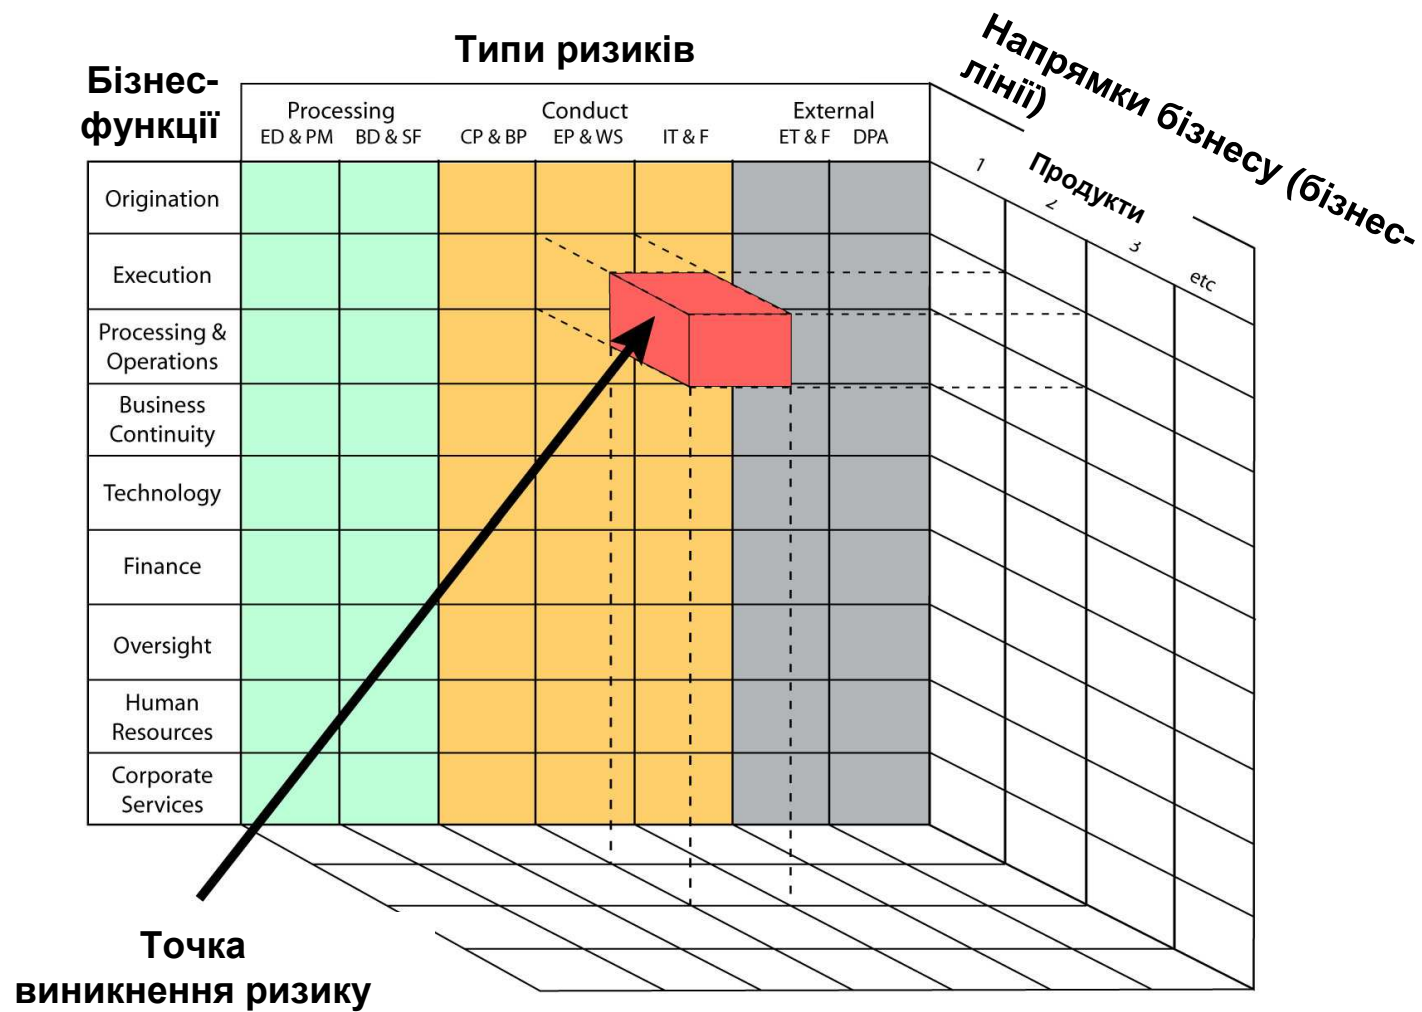 Типи ризиків
Напрямки бізнесу (бізнес-
лінії)
Бізнес-
функції
Processing
Conduct
External
ED & PM
BD & SF
CP & BP
EP & WS
IT & F
ET & F
DPA
Продукти
1
2
3
etc
Origination
Execution
Processing &
Operations
Business
Continuity
Technology
Finance
Oversight
Human
Resources
Corporate
Services
Точка
виникнення ризику